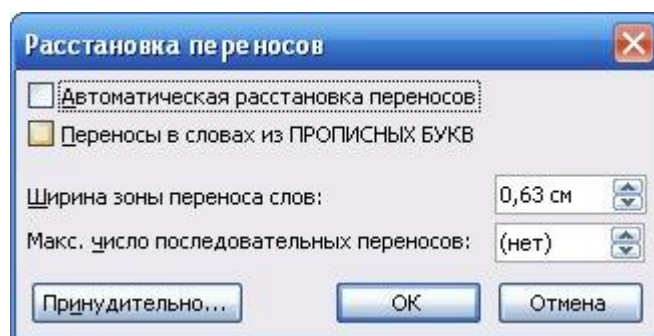 Расстановка переносов
Автоматическая расстановка переносов
Переносы в словах из ПРОПИСНЫХ БУКВ
Ширина зоны переноса слов: 0,63 см
Макс. число последовательных переносов: (нет)
Принудительно... ОК Отмена